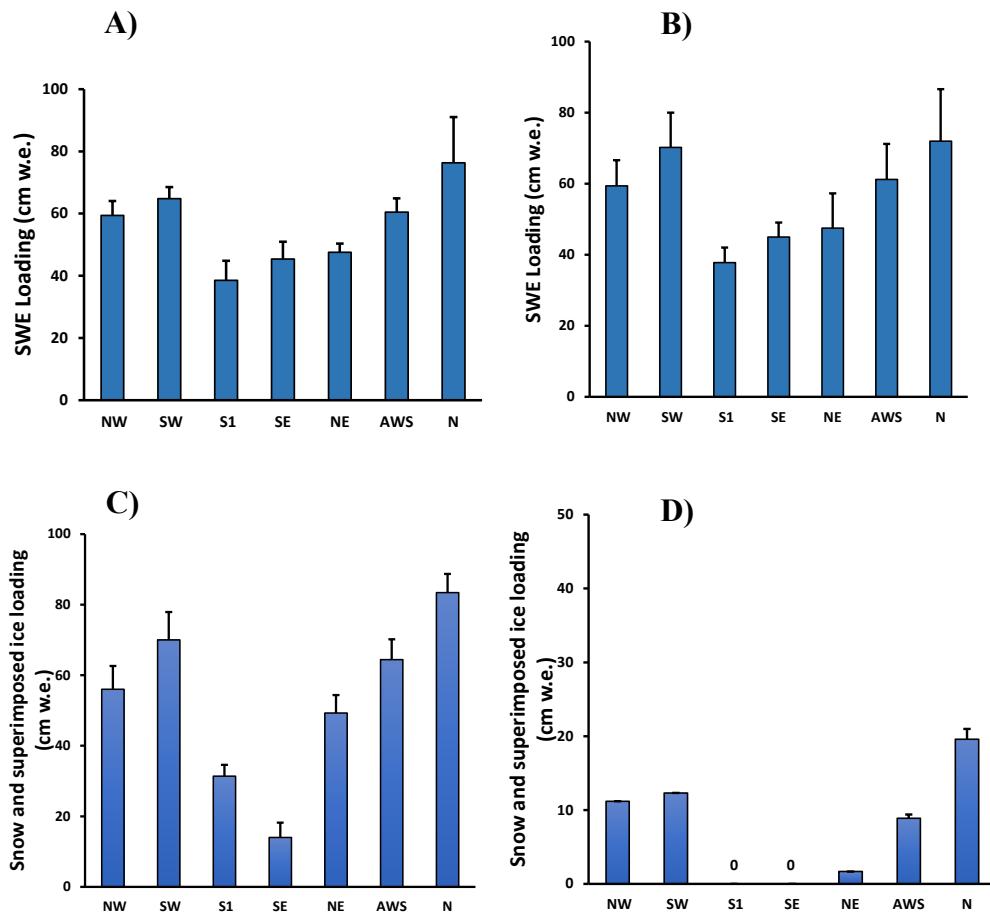 A)
SWE Loading (cm w.e.)
100
80
60
40
20
0
NW SW S1 SE NE AWS N
B)
SWE Loading (cm w.e.)
100
80
60
40
20
0
NW SW S1 SE NE AWS N
C)
Snow and superimposed ice loading
(cm w.e.)
100
80
60
40
20
0
NW SW S1 SE NE AWS N
D)
Snow and superimposed ice loading
(cm w.e.)
50
40
30
20
10
0
0 0
NW SW S1 SE NE AWS N